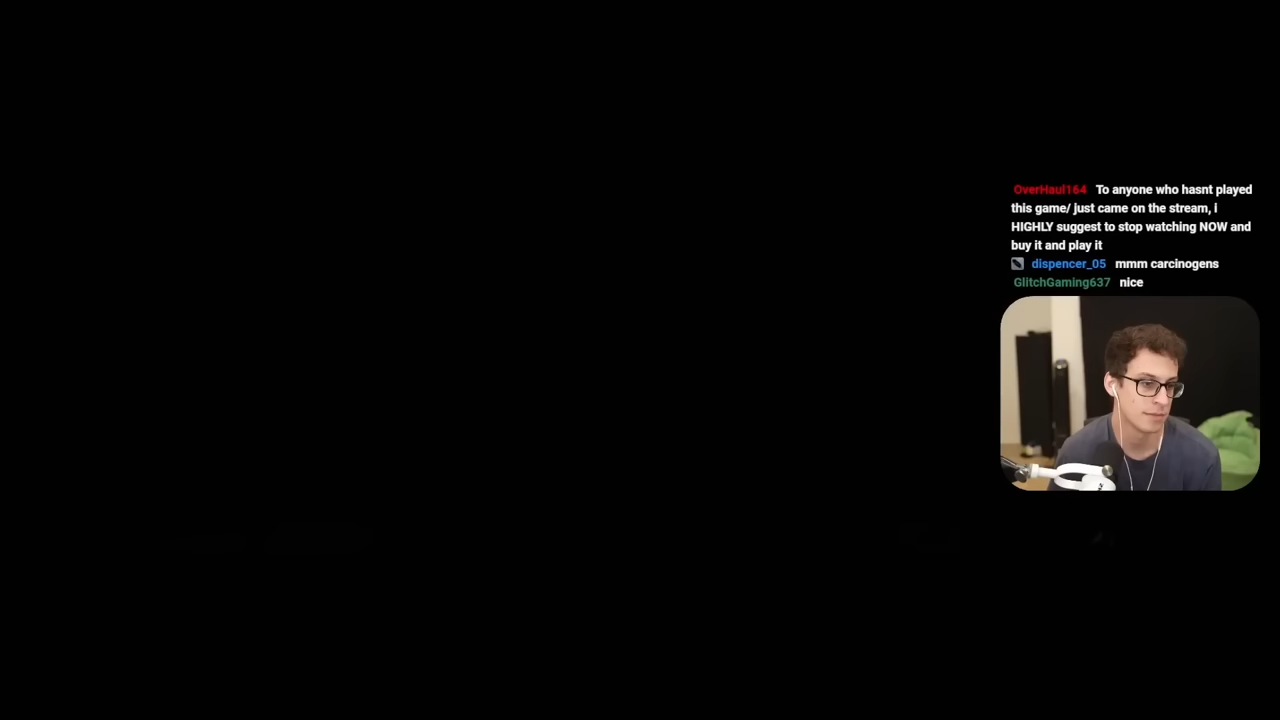 OverHaul164 To anyone who hasnt played
this game/ just came on the stream, i
HIGHLY suggest to stop watching NOW and
buy it and play it
dispencer_05 mmm carcinogens
GlitchGaming637 nice